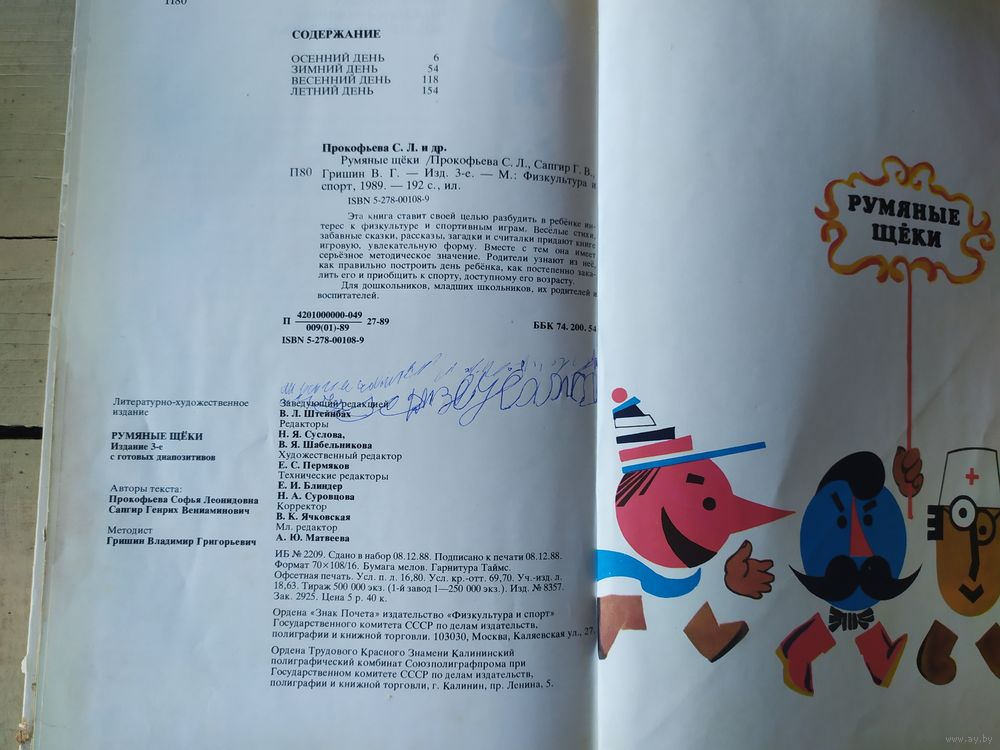 П80
СОДЕРЖАНИЕ
ОСЕННИЙ ДЕНЬ 6
ЗИМНИЙ ДЕНЬ 54
ВЕСЕННИЙ ДЕНЬ 118
ЛЕТНИЙ ДЕНЬ 154
Прокофьева С. Л. и др.
Румяные щёки /Прокофьева С. Л., Сапгир Г. В.,
П80 Гришин В. Г. — Изд. 3-е. — М.: Физкультура и
спорт, 1989. — 192 с., ил.
ISBN 5-278-00108-9
Эта книга ставит своей целью разбудить в ребёнке ин-
терес к физкультуре и спортивным играм. Весёлые стихи,
забавные сказки, рассказы, загадки и считалки придают книге
игровую, увлекательную форму. Вместе с тем она имеет
серьёзное методическое значение. Родители узнают из неё,
как правильно построить день ребёнка, как постепенно зака-
лить его и приобщить к спорту, доступному его возрасту.
Для дошкольников, младших школьников, их родителей и
воспитателей.
П 4201000000-049
009(01)-89 27-89
ББК 74.200.54
ISBN 5-278-00108-9
Литературно-художественное
издание
РУМЯНЫЕ ЩЁКИ
Издание 3-е
с готовых диапозитивов
Авторы текста:
Прокофьева Софья Леонидовна
Сапгир Генрих Вениаминович
Методист
Гришин Владимир Григорьевич
Заведующий редакцией
В. Л. Штейнбах
Редакторы
Н. Я. Суслова,
В. Я. Шабельникова
Художественный редактор
Е. С. Пермяков
Технические редакторы
Е. И. Блиндер
Н. А. Суровцова
Корректор
В. К. Ячковская
Мл. редактор
А. Ю. Матвеева
ИБ № 2209. Сдано в набор 08.12.88. Подписано к печати 08.12.88.
Формат 70×108/16. Бумага мелов. Гарнитура Таймс.
Офсетная печать. Усл. п. л. 16,80. Усл. кр.-отт. 69,70. Уч.-изд. л.
18,63. Тираж 500 000 экз. (1-й завод 1—250 000 экз.). Изд. № 8357.
Зак. 2925. Цена 5 р. 40 к.
Ордена «Знак Почета» издательство «Физкультура и спорт»
Государственного комитета СССР по делам издательств,
полиграфии и книжной торговли. 103030, Москва, Каляевская ул., 27.
Ордена Трудового Красного Знамени Калининский
полиграфический комбинат Союзполиграфпрома при
Государственном комитете СССР по делам издательств,
полиграфии и книжной торговли, г. Калинин, пр. Ленина, 5.
РУМЯНЫЕ
ЩЁКИ
www.ay.by